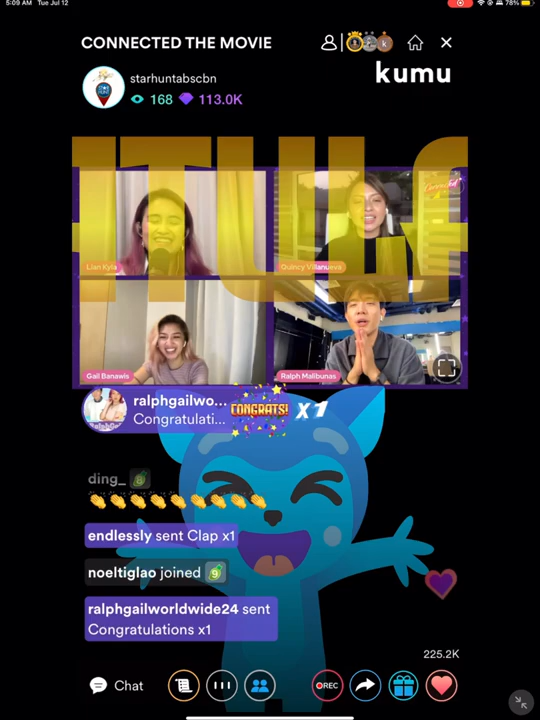 5:09 AM Tue Jul 12
78%
CONNECTED THE MOVIE
kumu
starhuntabscbn
168 113.0K
Lian Kyla
Quincy Villanueva
Gail Banawis
Ralph Malibunas
ralphgailwo...
Congratulati...
CONGRATS!
X 1
ding_
endlessly sent Clap x1
noeltiglao joined 9
ralphgailworldwide24 sent
Congratulations x1
225.2K
Chat
REC